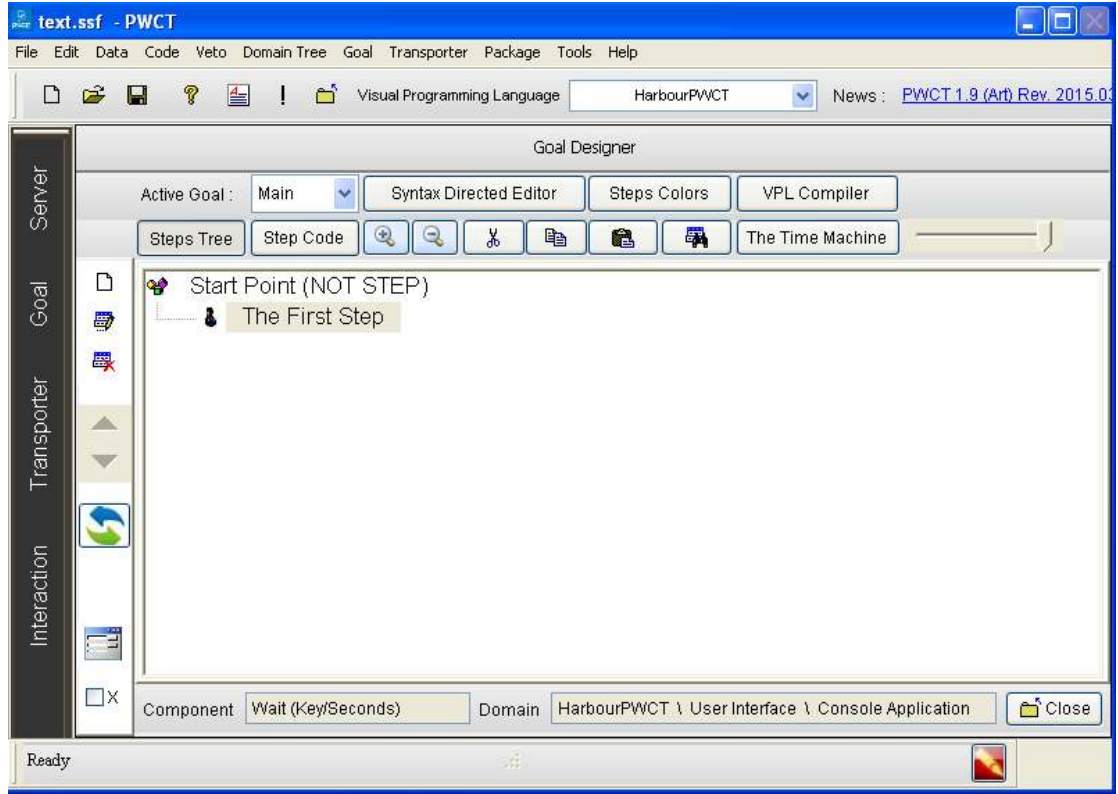 text.ssf - PWCT
File Edit Data Code Veto Domain Tree Goal Transporter Package Tools Help
Visual Programming Language HarbourPWCT News : PWCT 1.9 (Art) Rev. 2015.03
Goal Designer
Server
Goal
Transporter
Interaction
Active Goal : Main Syntax Directed Editor Steps Colors VPL Compiler
Steps Tree Step Code The Time Machine
Start Point (NOT STEP)
The First Step
X
Component Wait (Key/Seconds) Domain HarbourPWCT \ User Interface \ Console Application Close
Ready